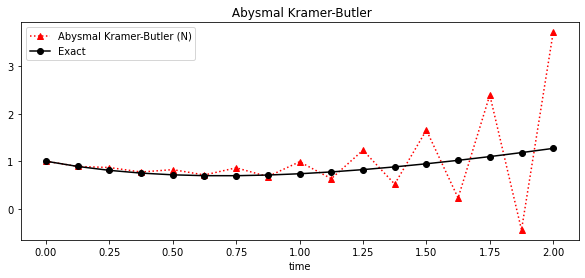 Abysmal Kramer-Butler
Abysmal Kramer-Butler (N)
Exact
3
2
1
0
0.00 0.25 0.50 0.75 1.00 1.25 1.50 1.75 2.00
time